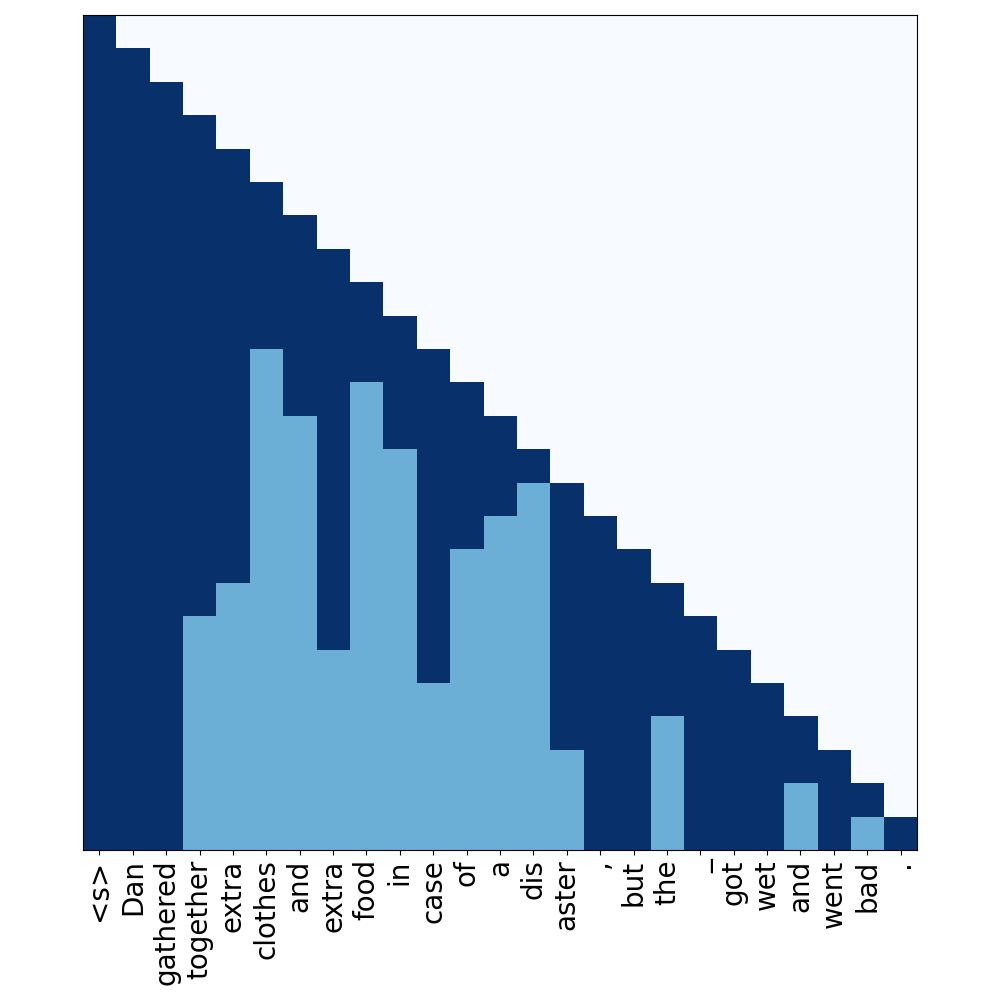 <s> Dan gathered together extra clothes and extra food in case of a dis aster , but the _ got wet and went bad .